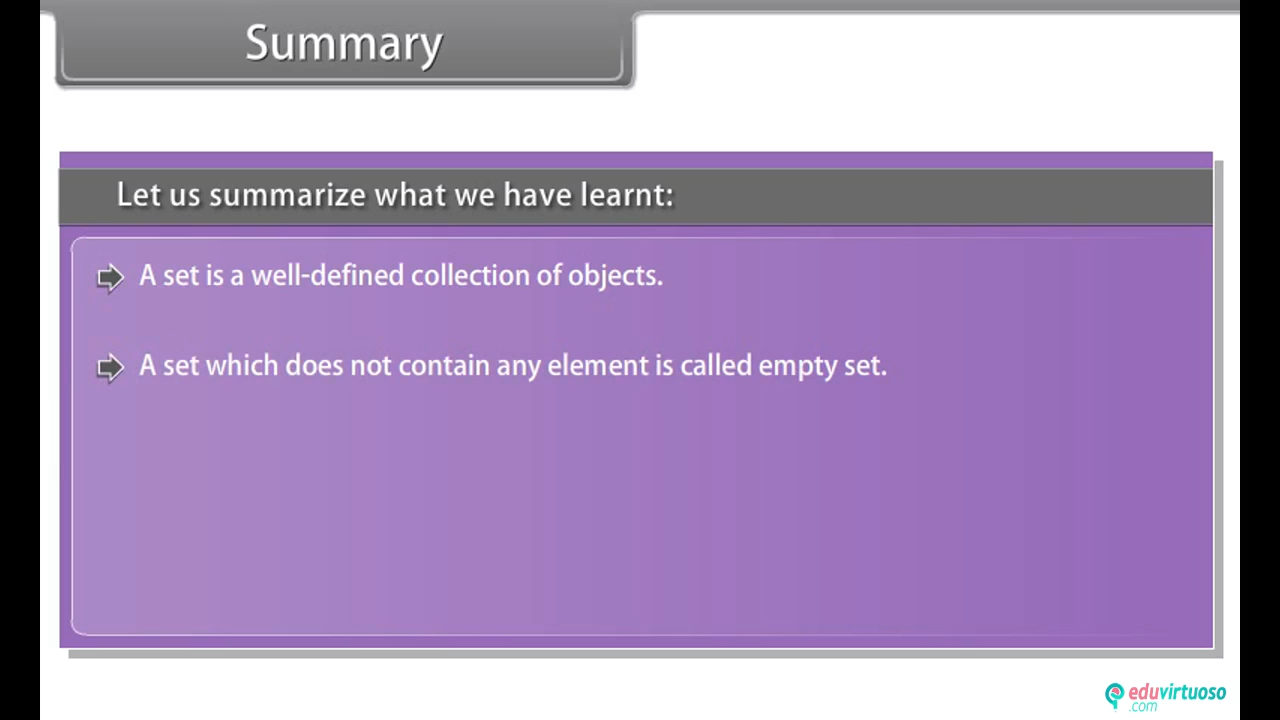 Summary
Let us summarize what we have learnt:
A set is a well-defined collection of objects.
A set which does not contain any element is called empty set.
eduvirtuoso
.com